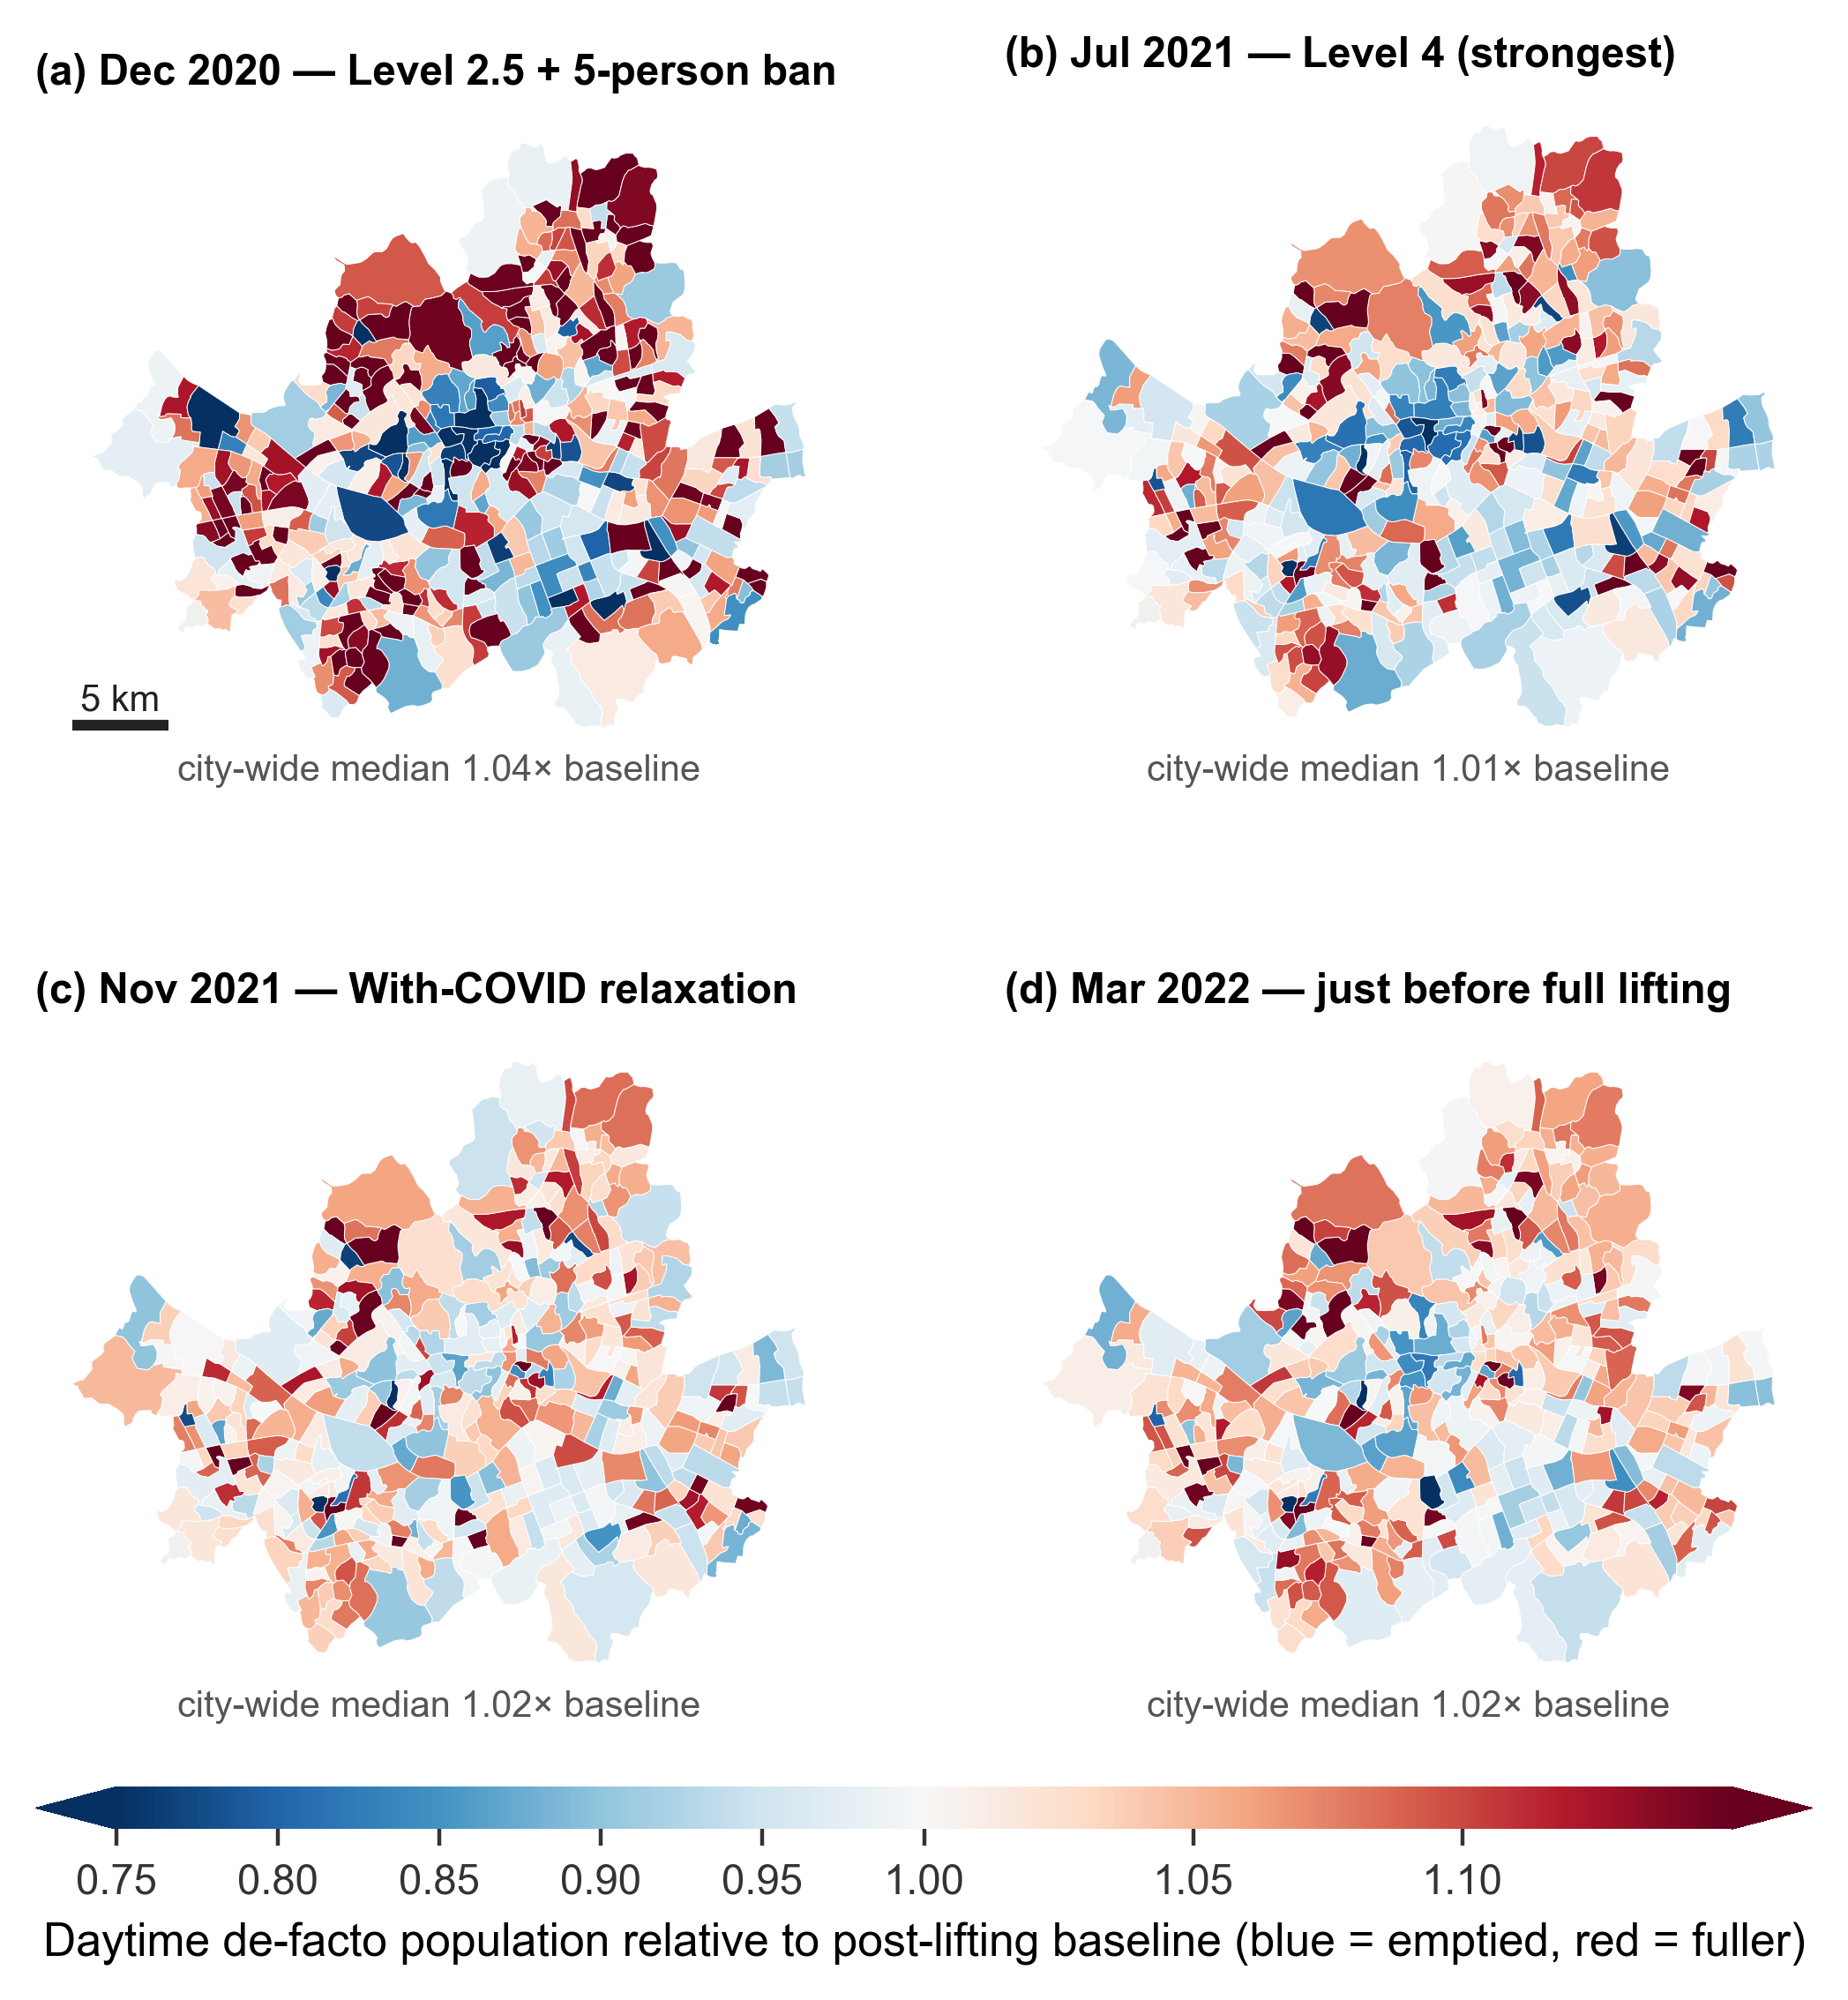 (a) Dec 2020 — Level 2.5 + 5-person ban
(b) Jul 2021 — Level 4 (strongest)
5 km
city-wide median 1.04× baseline
city-wide median 1.01× baseline
(c) Nov 2021 — With-COVID relaxation
(d) Mar 2022 — just before full lifting
city-wide median 1.02× baseline
city-wide median 1.02× baseline
0.75 0.80 0.85 0.90 0.95 1.00 1.05 1.10
Daytime de-facto population relative to post-lifting baseline (blue = emptied, red = fuller)